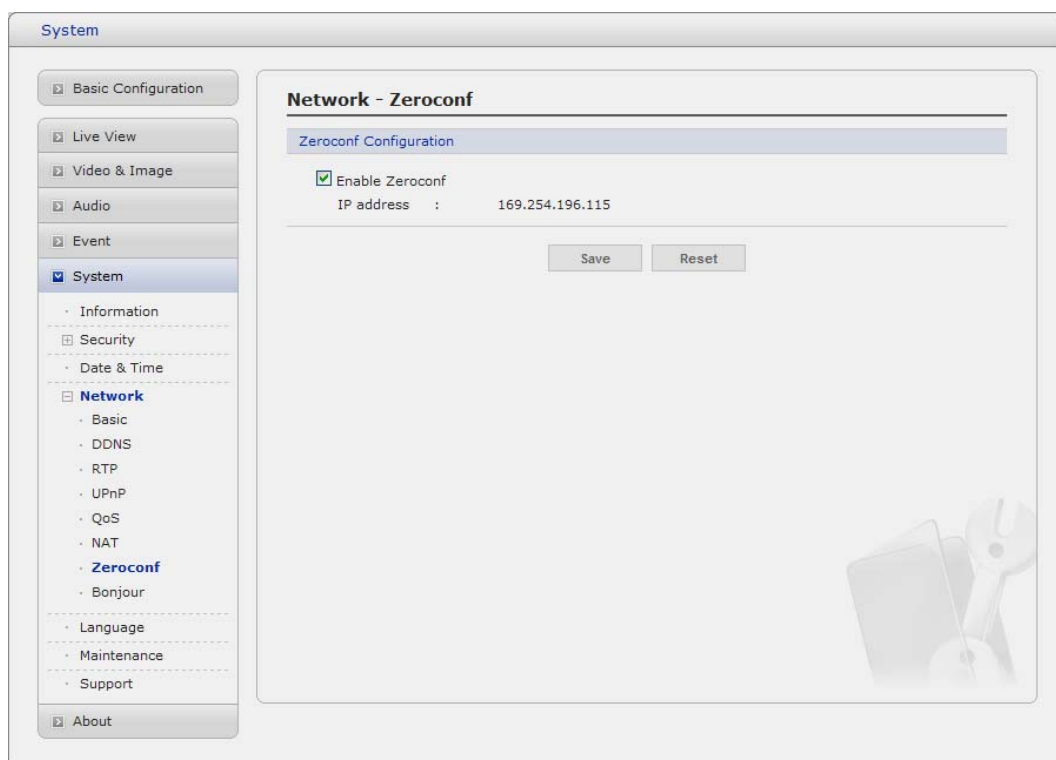 System
Basic Configuration
Live View
Video & Image
Audio
Event
System
Information
Security
Date & Time
Network
Basic
DDNS
RTP
UPnP
QoS
NAT
Zeroconf
Bonjour
Language
Maintenance
Support
About
Network - Zeroconf
Zeroconf Configuration
Enable Zeroconf
IP address : 169.254.196.115
Save Reset